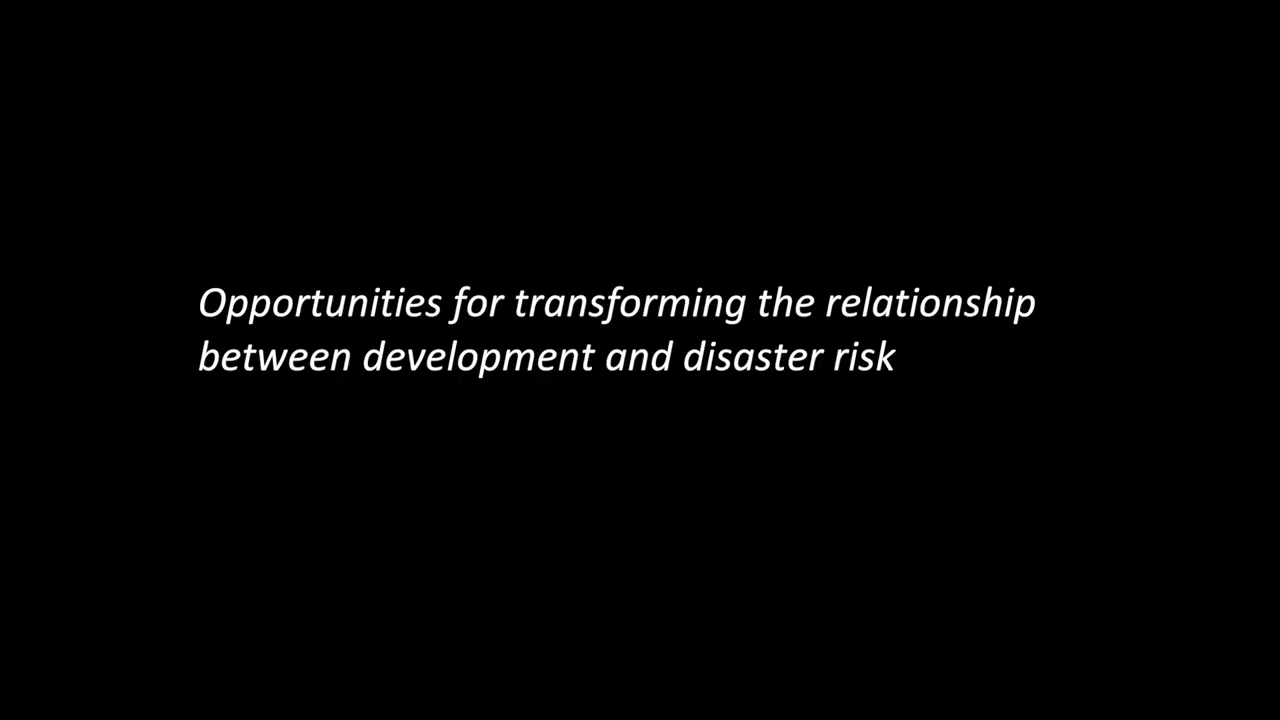 Opportunities for transforming the relationship
between development and disaster risk